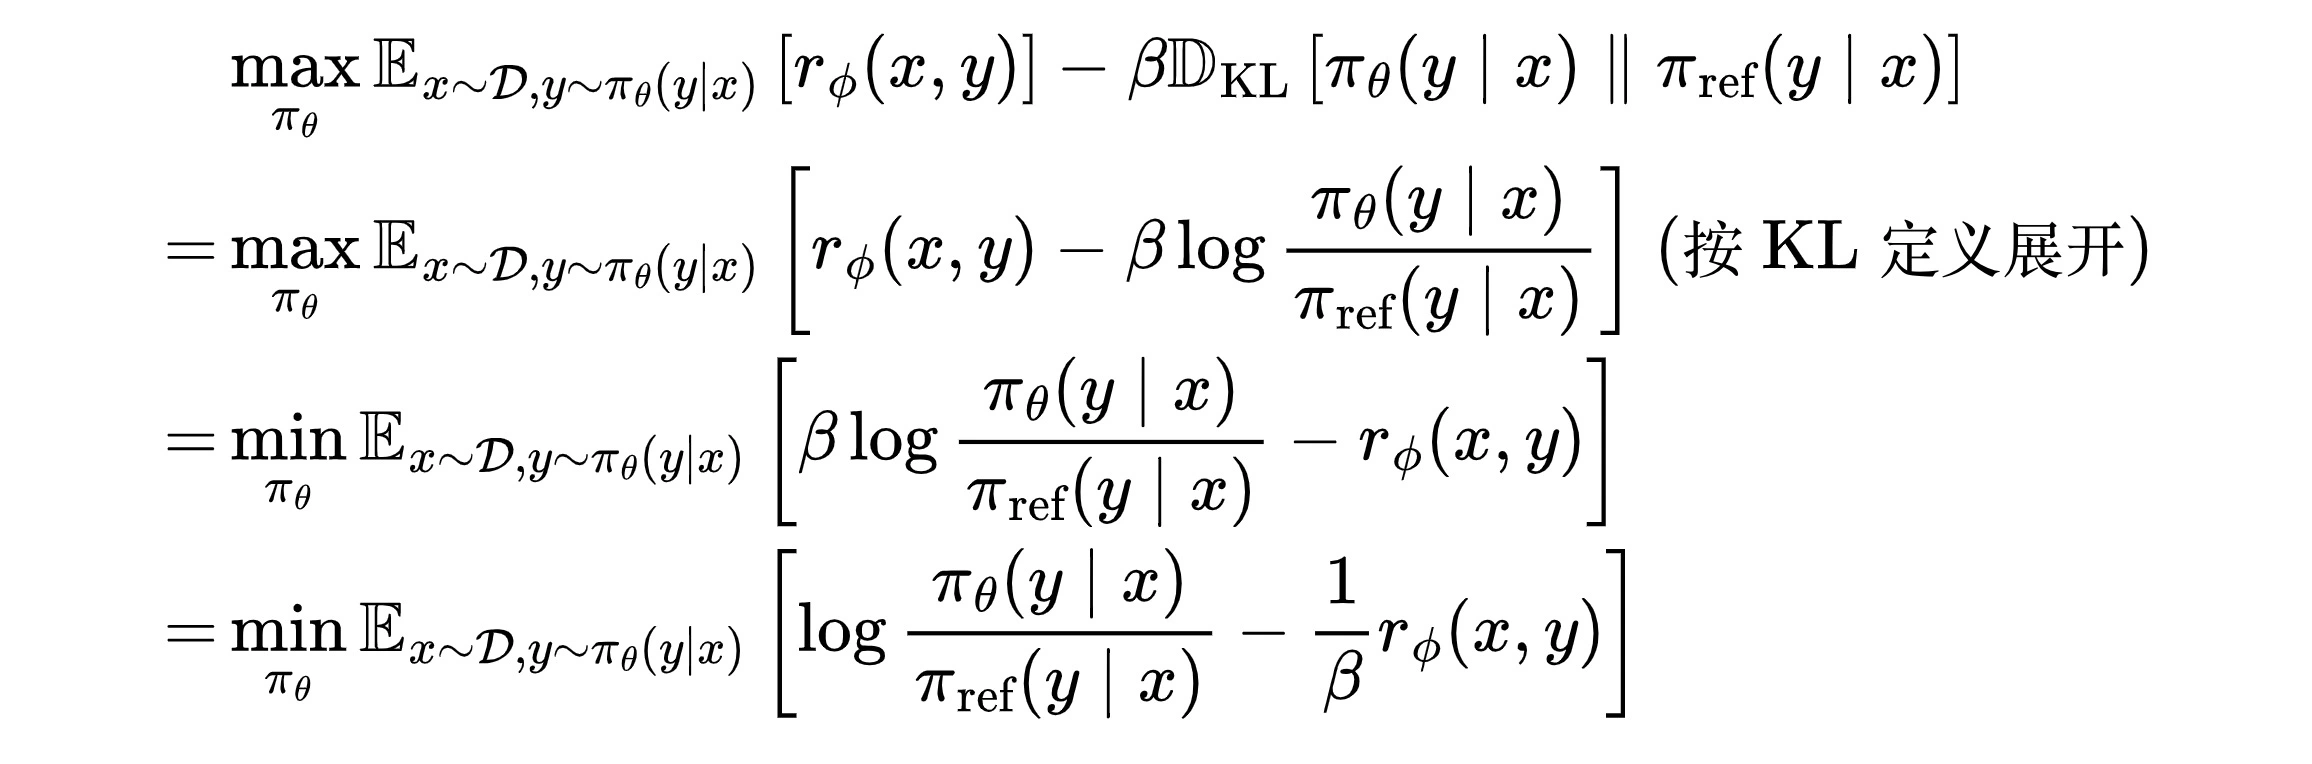 $\max_{\pi_\theta} \mathbb{E}_{x\sim\mathcal{D},y\sim\pi_\theta(y|x)} \left[r_\phi(x,y)\right] - \beta\mathbb{D}_{\mathrm{KL}}\left[\pi_\theta(y \mid x) \parallel \pi_{\mathrm{ref}}(y \mid x)\right]$
$= \max_{\pi_\theta} \mathbb{E}_{x\sim\mathcal{D},y\sim\pi_\theta(y|x)} \left[r_\phi(x,y) - \beta\log\frac{\pi_\theta(y \mid x)}{\pi_{\mathrm{ref}}(y \mid x)}\right]$ (按 KL 定义展开)
$= \min_{\pi_\theta} \mathbb{E}_{x\sim\mathcal{D},y\sim\pi_\theta(y|x)} \left[\beta\log\frac{\pi_\theta(y \mid x)}{\pi_{\mathrm{ref}}(y \mid x)} - r_\phi(x,y)\right]$
$= \min_{\pi_\theta} \mathbb{E}_{x\sim\mathcal{D},y\sim\pi_\theta(y|x)} \left[\log\frac{\pi_\theta(y \mid x)}{\pi_{\mathrm{ref}}(y \mid x)} - \frac{1}{\beta}r_\phi(x,y)\right]$